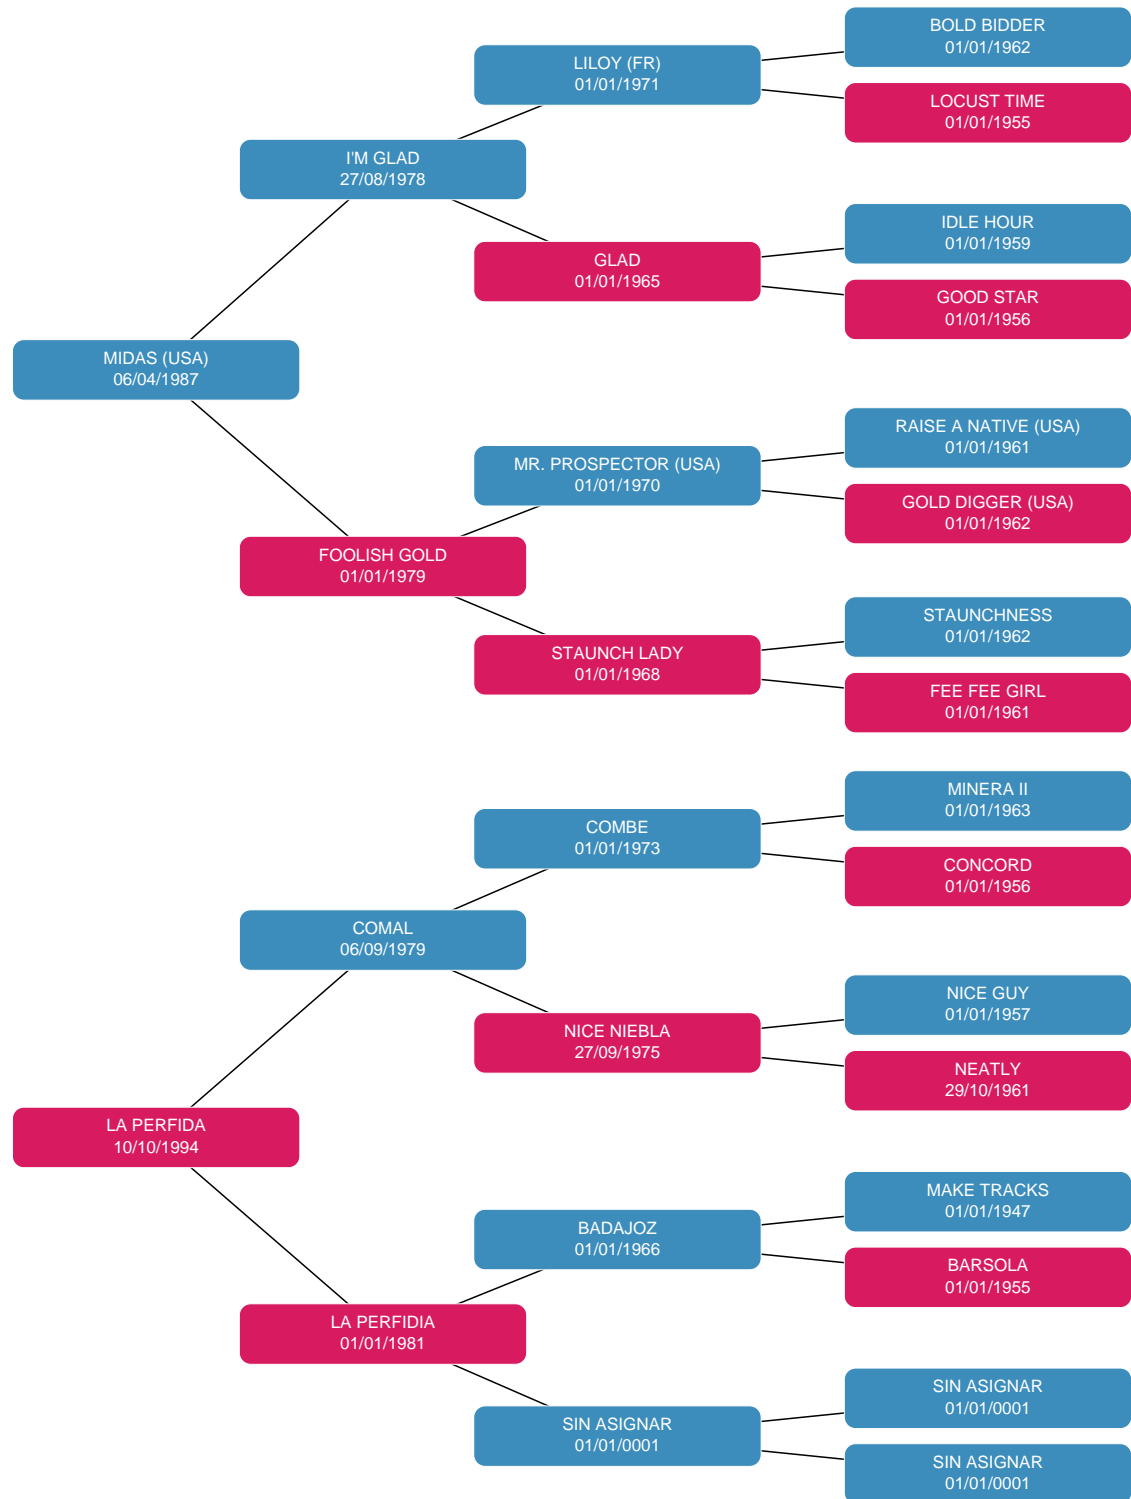 BOLD BIDDER
01/01/1962
LILOY (FR)
01/01/1971
LOCUST TIME
01/01/1955
I'M GLAD
27/08/1978
IDLE HOUR
01/01/1959
GLAD
01/01/1965
GOOD STAR
01/01/1956
MIDAS (USA)
06/04/1987
RAISE A NATIVE (USA)
01/01/1961
MR. PROSPECTOR (USA)
01/01/1970
GOLD DIGGER (USA)
01/01/1962
FOOLISH GOLD
01/01/1979
STAUNCHNESS
01/01/1962
STAUNCH LADY
01/01/1968
FEE FEE GIRL
01/01/1961
MINERA II
01/01/1963
COMBE
01/01/1973
CONCORD
01/01/1956
COMAL
06/09/1979
NICE GUY
01/01/1957
NICE NIEBLA
27/09/1975
NEATLY
29/10/1961
LA PERFIDA
10/10/1994
MAKE TRACKS
01/01/1947
BADAJOZ
01/01/1966
BARSOLA
01/01/1955
LA PERFIDIA
01/01/1981
SIN ASIGNAR
01/01/0001
SIN ASIGNAR
01/01/0001
SIN ASIGNAR
01/01/0001